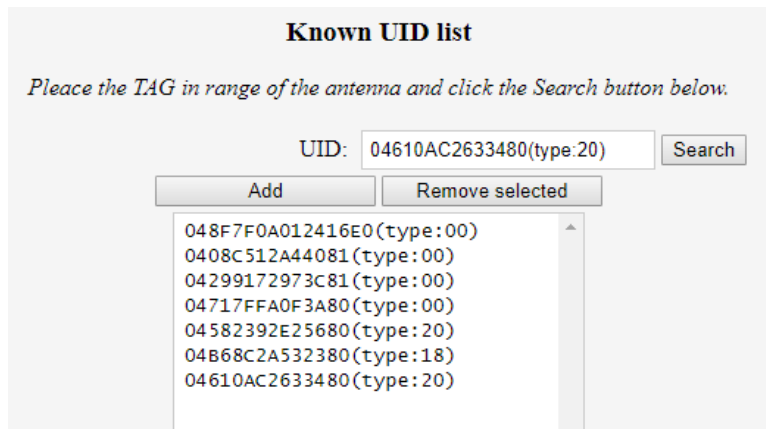 Known UID list
Pleace the TAG in range of the antenna and click the Search button below.
UID: 04610AC2633480(type:20) Search
Add Remove selected
048F7F0A012416E0(type:00)
0408C512A44081(type:00)
04299172973C81(type:00)
04717FFA0F3A80(type:00)
04582392E25680(type:20)
04B68C2A532380(type:18)
04610AC2633480(type:20)